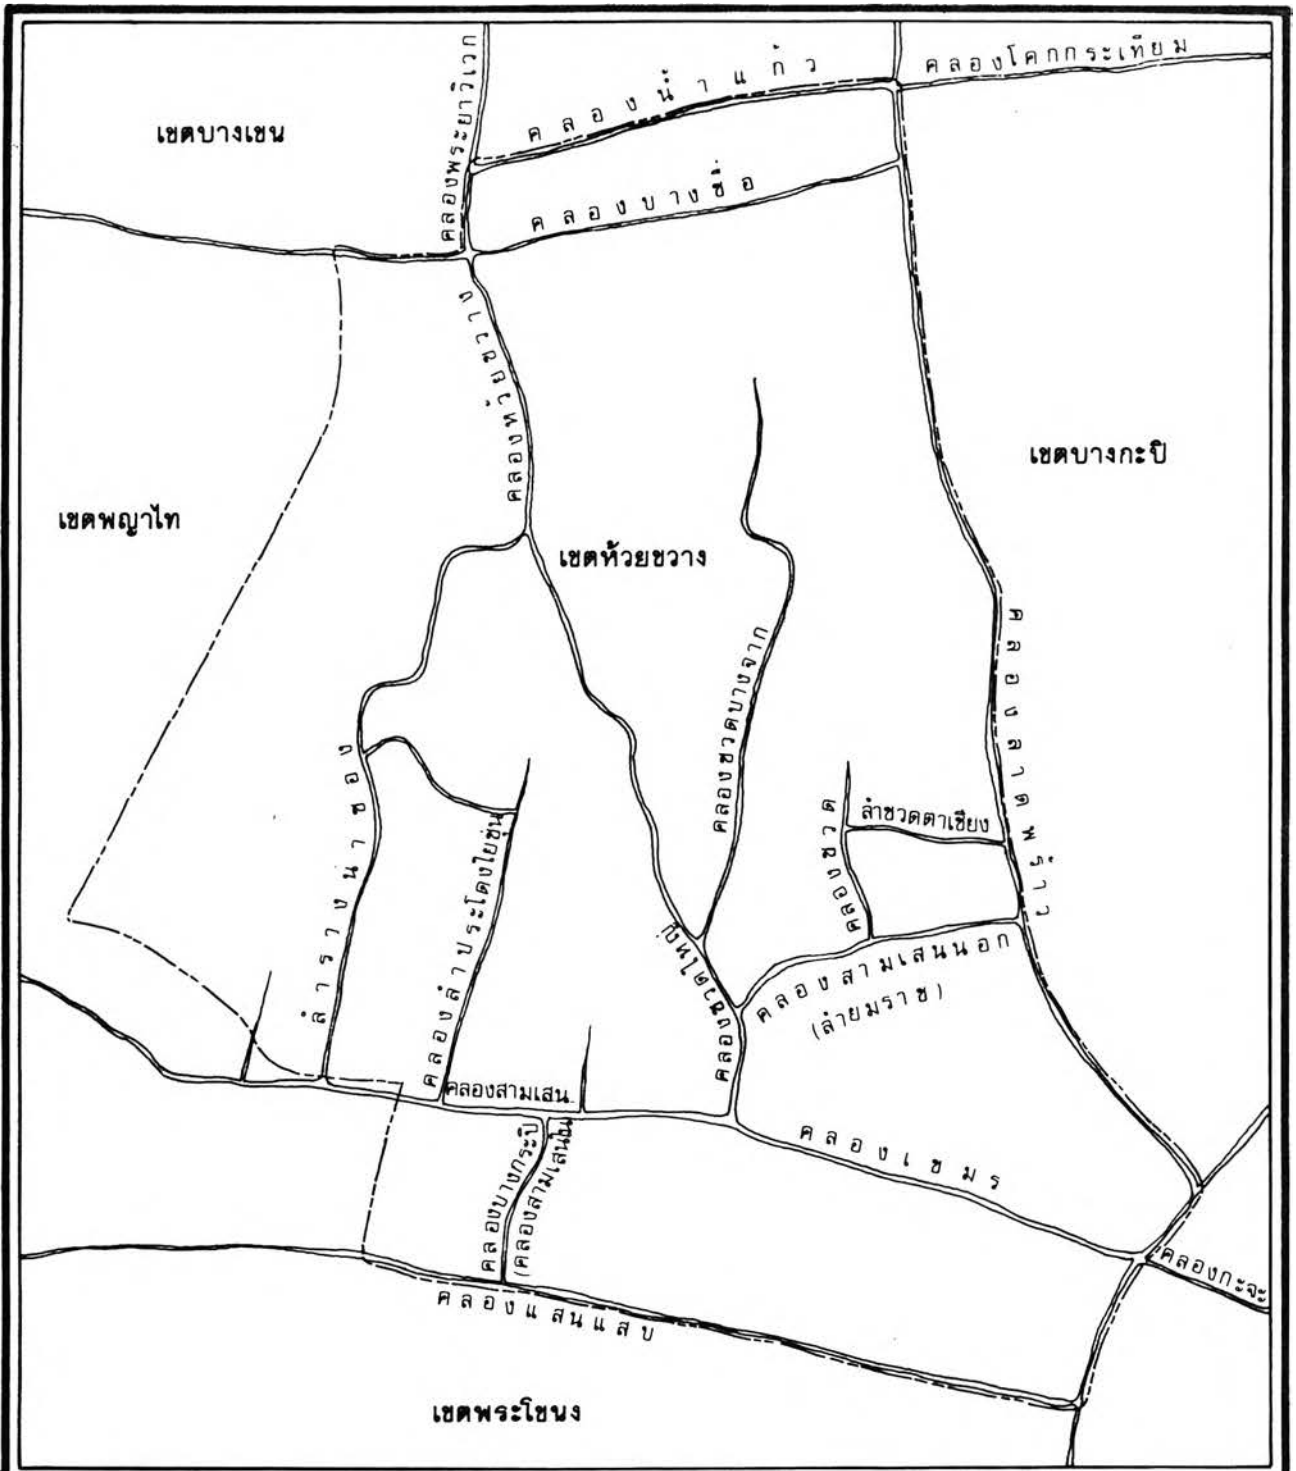 คลองพระยาวิเวก
คลองน้ำแก้ว
คลองโคกกระเทียม
เขตบางเขน
คลองบางซื่อ
คลองห้วยขวาง
เขตบางกะปิ
เขตพญาไท
เขตห้วยขวาง
คลองลาดพร้าว
คลองชวดบางจาก
ลำรางน้ำซอง
คลองลำประโดงไผ่ขุ่น
คลองชวด
ลำชวดตาเชียง
คลองชวดใหญ่
คลองสามเสนนอก
(ลำยมราช)
คลองสามเสน
คลองบางกระปิ
(คลองสามเสนใน)
คลองเขมร
คลองกะจะ
คลองแสนแสบ
เขตพระโขนง